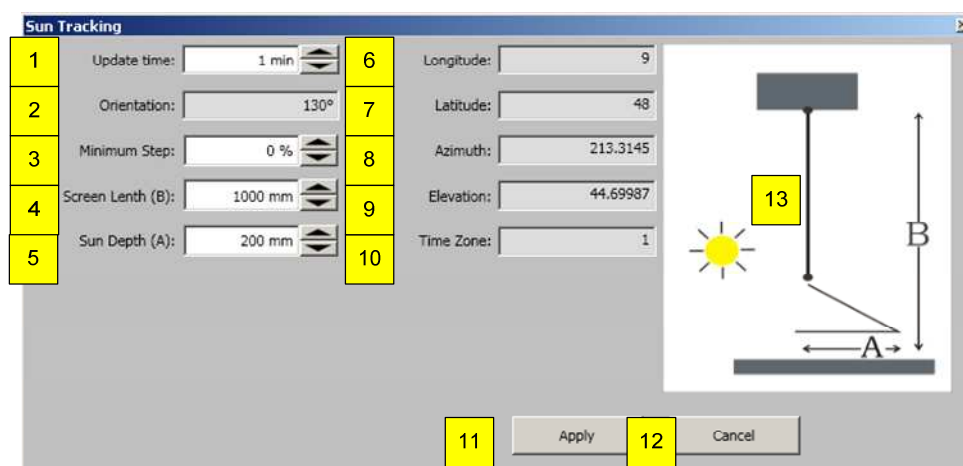 Sun Tracking
1 Update time: 1 min
2 Orientation: 130°
3 Minimum Step: 0 %
4 Screen Lenth (B): 1000 mm
5 Sun Depth (A): 200 mm
6 Longitude: 9
7 Latitude: 48
8 Azimuth: 213.3145
9 Elevation: 44.69987
10 Time Zone: 1
13
B
A
11 Apply
12 Cancel